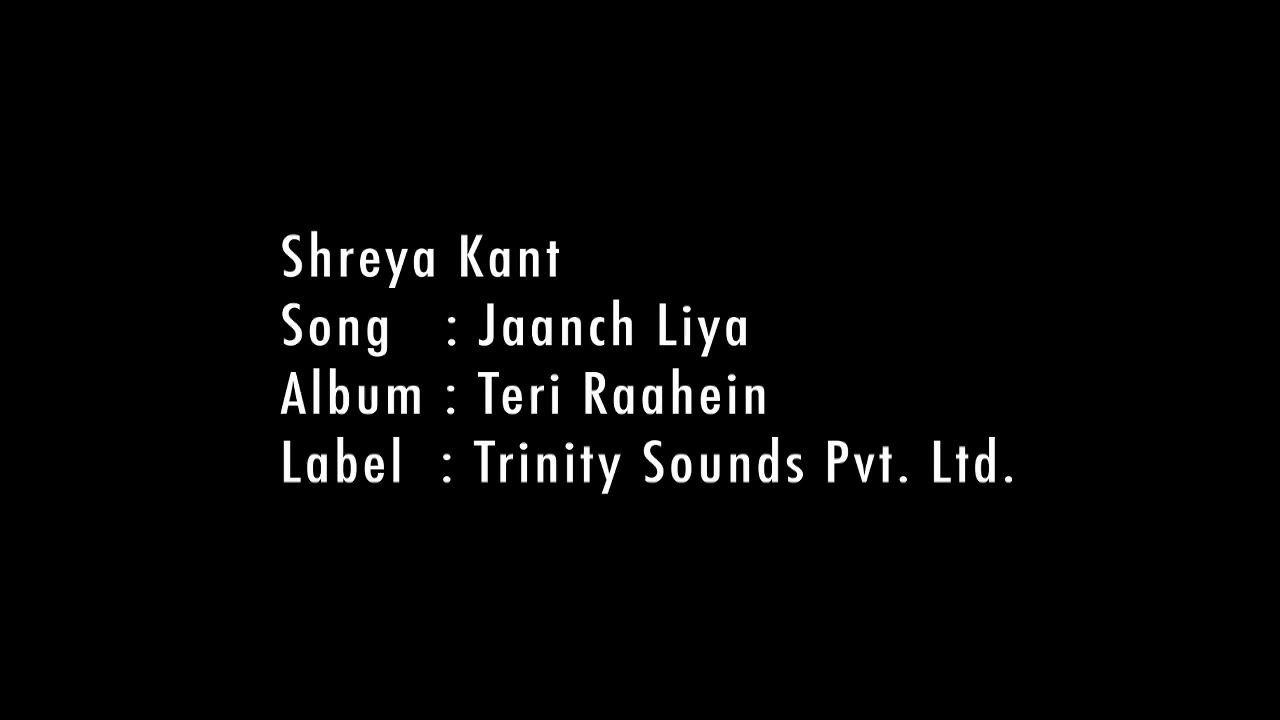 Shreya Kant
Song : Jaanch Liya
Album : Teri Raahein
Label : Trinity Sounds Pvt. Ltd.